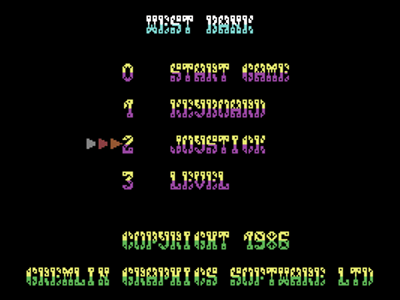 WEST BANK
0 START GAME
1 KEYBOARD
2 JOYSTICK
3 LEVEL
COPYRIGHT 1986
GREMLIN GRAPHICS SOFTWARE LTD